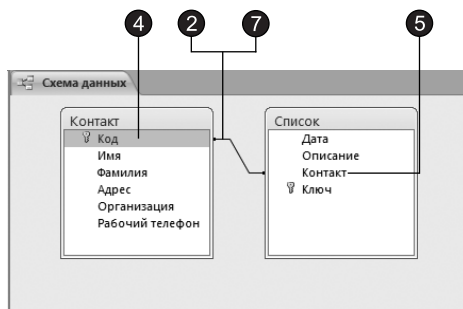 4 2 7 5
Схема данных
Контакт
Код
Имя
Фамилия
Адрес
Организация
Рабочий телефон
Список
Дата
Описание
Контакт
Ключ